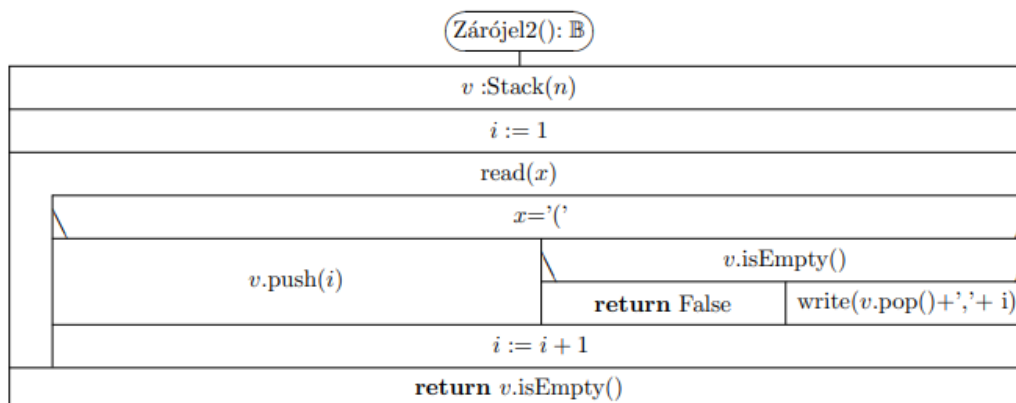 Zárójel2(): 𝔹
v :Stack(n)
i := 1
read(x)
x='('
v.push(i)
v.isEmpty()
return False
write(v.pop()+','+ i)
i := i + 1
return v.isEmpty()